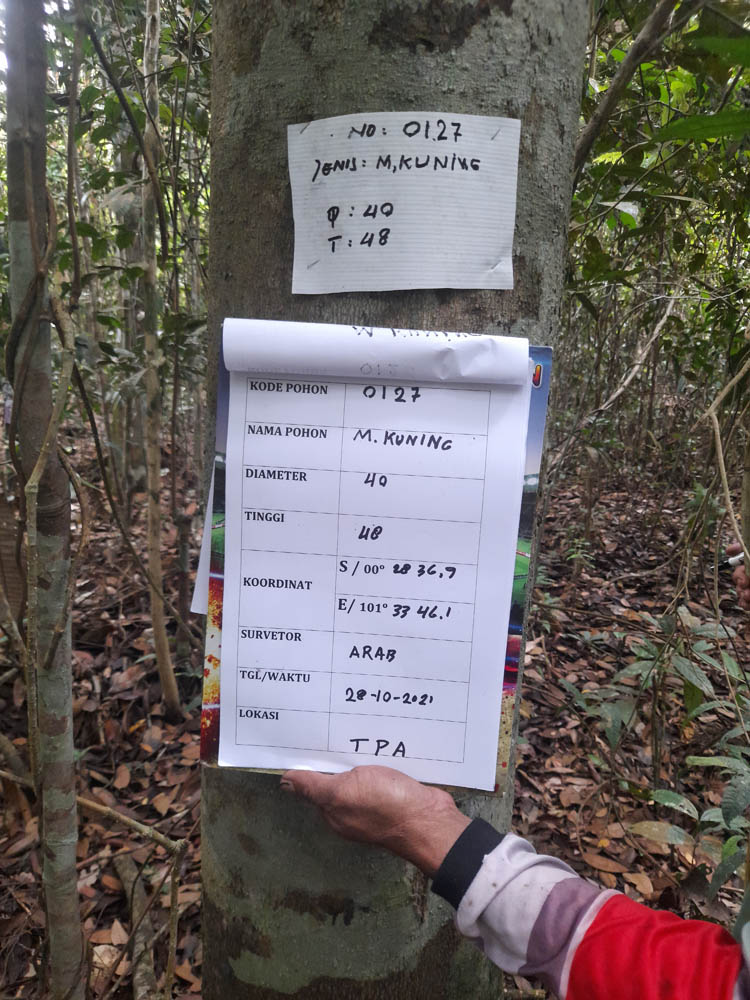 NO: 0127
JENIS: M, KUNING
Φ : 40
T : 48
KODE POHON 0127
NAMA POHON M. KUNING
DIAMETER 40
TINGGI 48
KOORDINAT S / 00° 28 36,7
E/ 101° 33 46.1
SURVETOR ARAB
TGL/WAKTU 28-10-2021
LOKASI TPA